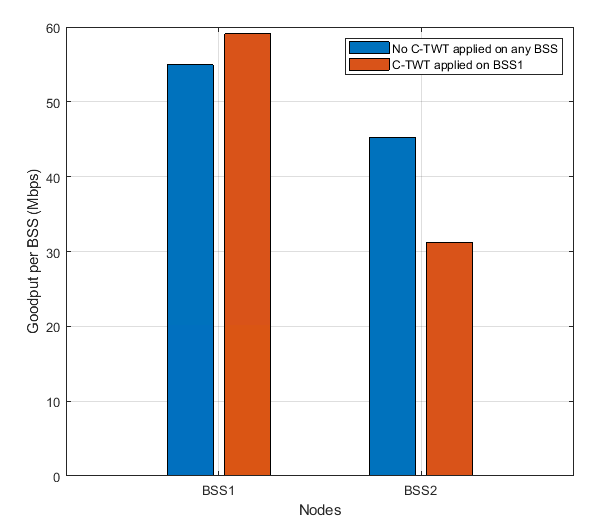 No C-TWT applied on any BSS
C-TWT applied on BSS1
Goodput per BSS (Mbps)
60
50
40
30
20
10
0
BSS1 BSS2
Nodes